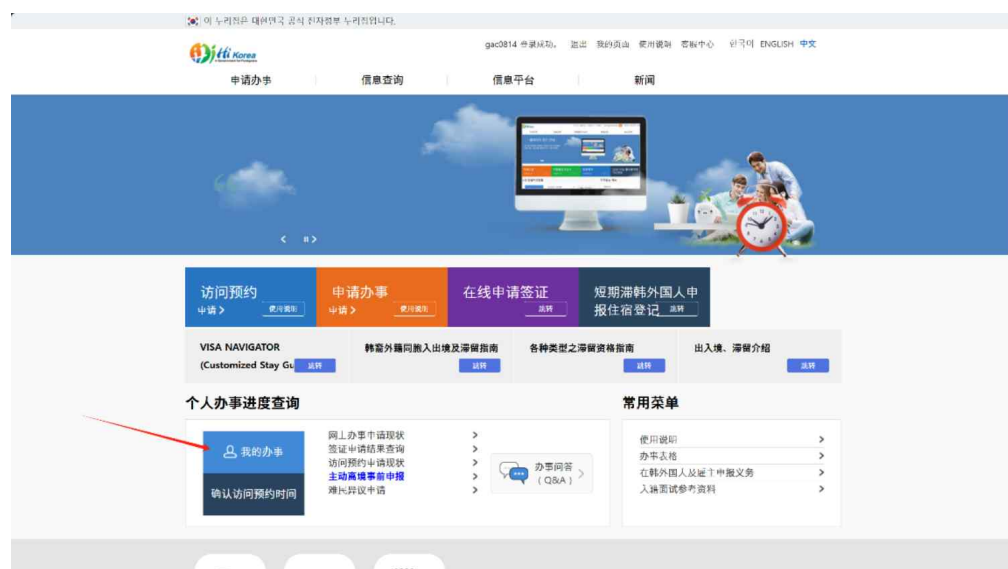 이 누리집은 대한민국 공식 전자정부 누리집입니다.
Hi Korea
gac0814 登录成功。 退出 我的页面 使用说明 客服中心 한국어 ENGLISH 中文
申请办事 信息查询 信息平台 新闻
访问预约
申请 使用说明
申请办事
申请 使用说明
在线申请签证
跳转
短期滞韩外国人申
报住宿登记 跳转
VISA NAVIGATOR
(Customized Stay Gu 跳转
韩裔外籍同胞入出境及滞留指南
跳转
各种类型之滞留资格指南
跳转
出入境、滞留介绍
跳转
个人办事进度查询
我的办事
确认访问预约时间
网上办事申请现状
签证申请结果查询
访问预约申请现状
主动离境事前申报
难民异议申请
办事问答
( Q&A )
常用菜单
使用说明
办事表格
在韩外国人及雇主申报义务
入籍面试参考资料